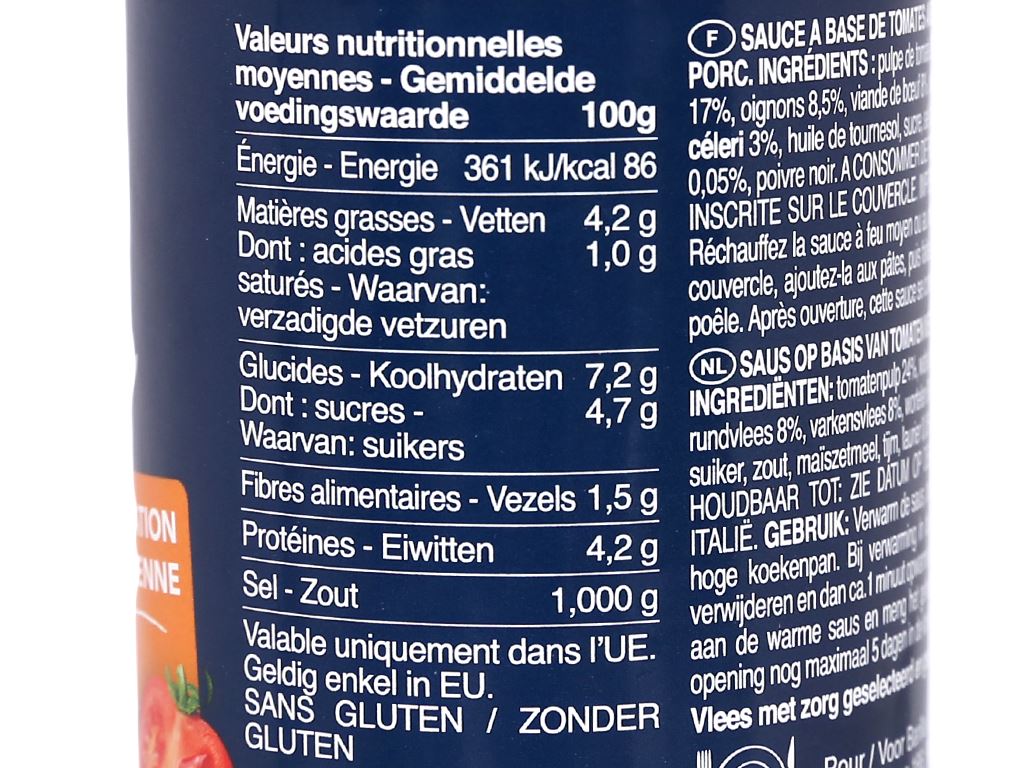 Valeurs nutritionnelles
moyennes - Gemiddelde
voedingswaarde 100g
Énergie - Energie 361 kJ/kcal 86
Matières grasses - Vetten 4,2 g
Dont : acides gras 1,0 g
saturés - Waarvan:
verzadigde vetzuren
Glucides - Koolhydraten 7,2 g
Dont : sucres - 4,7 g
Waarvan: suikers
Fibres alimentaires - Vezels 1,5 g
Protéines - Eiwitten 4,2 g
Sel - Zout 1,000 g
Valable uniquement dans l'UE.
Geldig enkel in EU.
SANS GLUTEN / ZONDER
GLUTEN
F SAUCE A BASE DE TOMATES
PORC. INGRÉDIENTS : pulpe de
17%, oignons 8,5%, viande de bœuf
céleri 3%, huile de tournesol, sucre,
0,05%, poivre noir. A CONSOMMER
INSCRITE SUR LE COUVERCLE.
Réchauffez la sauce à feu moyen ou
couvercle, ajoutez-la aux pâtes, puis
poêle. Après ouverture, cette sauce
NL SAUS OP BASIS VAN TOMATEN
INGREDIËNTEN: tomatenpulp 24%,
rundvlees 8%, varkensvlees 8%,
suiker, zout, maïszetmeel, tijm,
HOUDBAAR TOT: ZIE DATUM OP
ITALIË. GEBRUIK: Verwarm de
hoge koekenpan. Bij verwarming
verwijderen en dan ca. 1 minuut
aan de warme saus en meng het
opening nog maximaal 5 dagen
Vlees met zorg geselecteerd
Pour / Voor
TION
ENNE